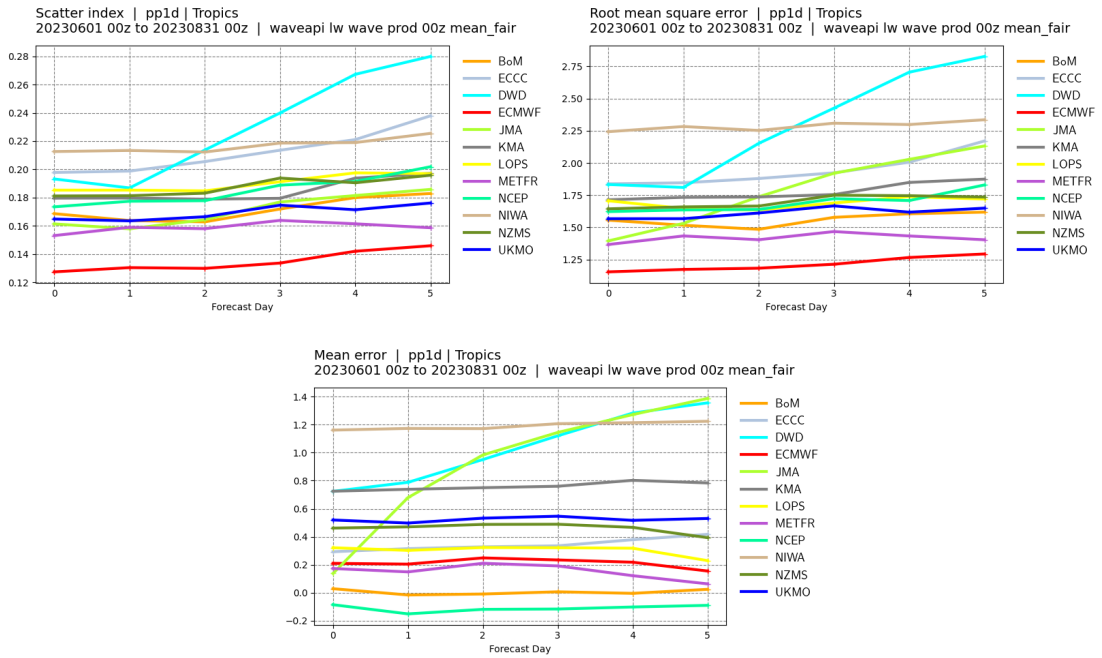 Scatter index | pp1d | Tropics
20230601 00z to 20230831 00z | waveapi lw wave prod 00z mean_fair
0.28
0.26
0.24
0.22
0.20
0.18
0.16
0.14
0.12
0 1 2 3 4 5
Forecast Day
BoM
ECCC
DWD
ECMWF
JMA
KMA
LOPS
METFR
NCEP
NIWA
NZMS
UKMO
Root mean square error | pp1d | Tropics
20230601 00z to 20230831 00z | waveapi lw wave prod 00z mean_fair
2.75
2.50
2.25
2.00
1.75
1.50
1.25
0 1 2 3 4 5
Forecast Day
BoM
ECCC
DWD
ECMWF
JMA
KMA
LOPS
METFR
NCEP
NIWA
NZMS
UKMO
Mean error | pp1d | Tropics
20230601 00z to 20230831 00z | waveapi lw wave prod 00z mean_fair
1.4
1.2
1.0
0.8
0.6
0.4
0.2
0.0
−0.2
0 1 2 3 4 5
Forecast Day
BoM
ECCC
DWD
ECMWF
JMA
KMA
LOPS
METFR
NCEP
NIWA
NZMS
UKMO